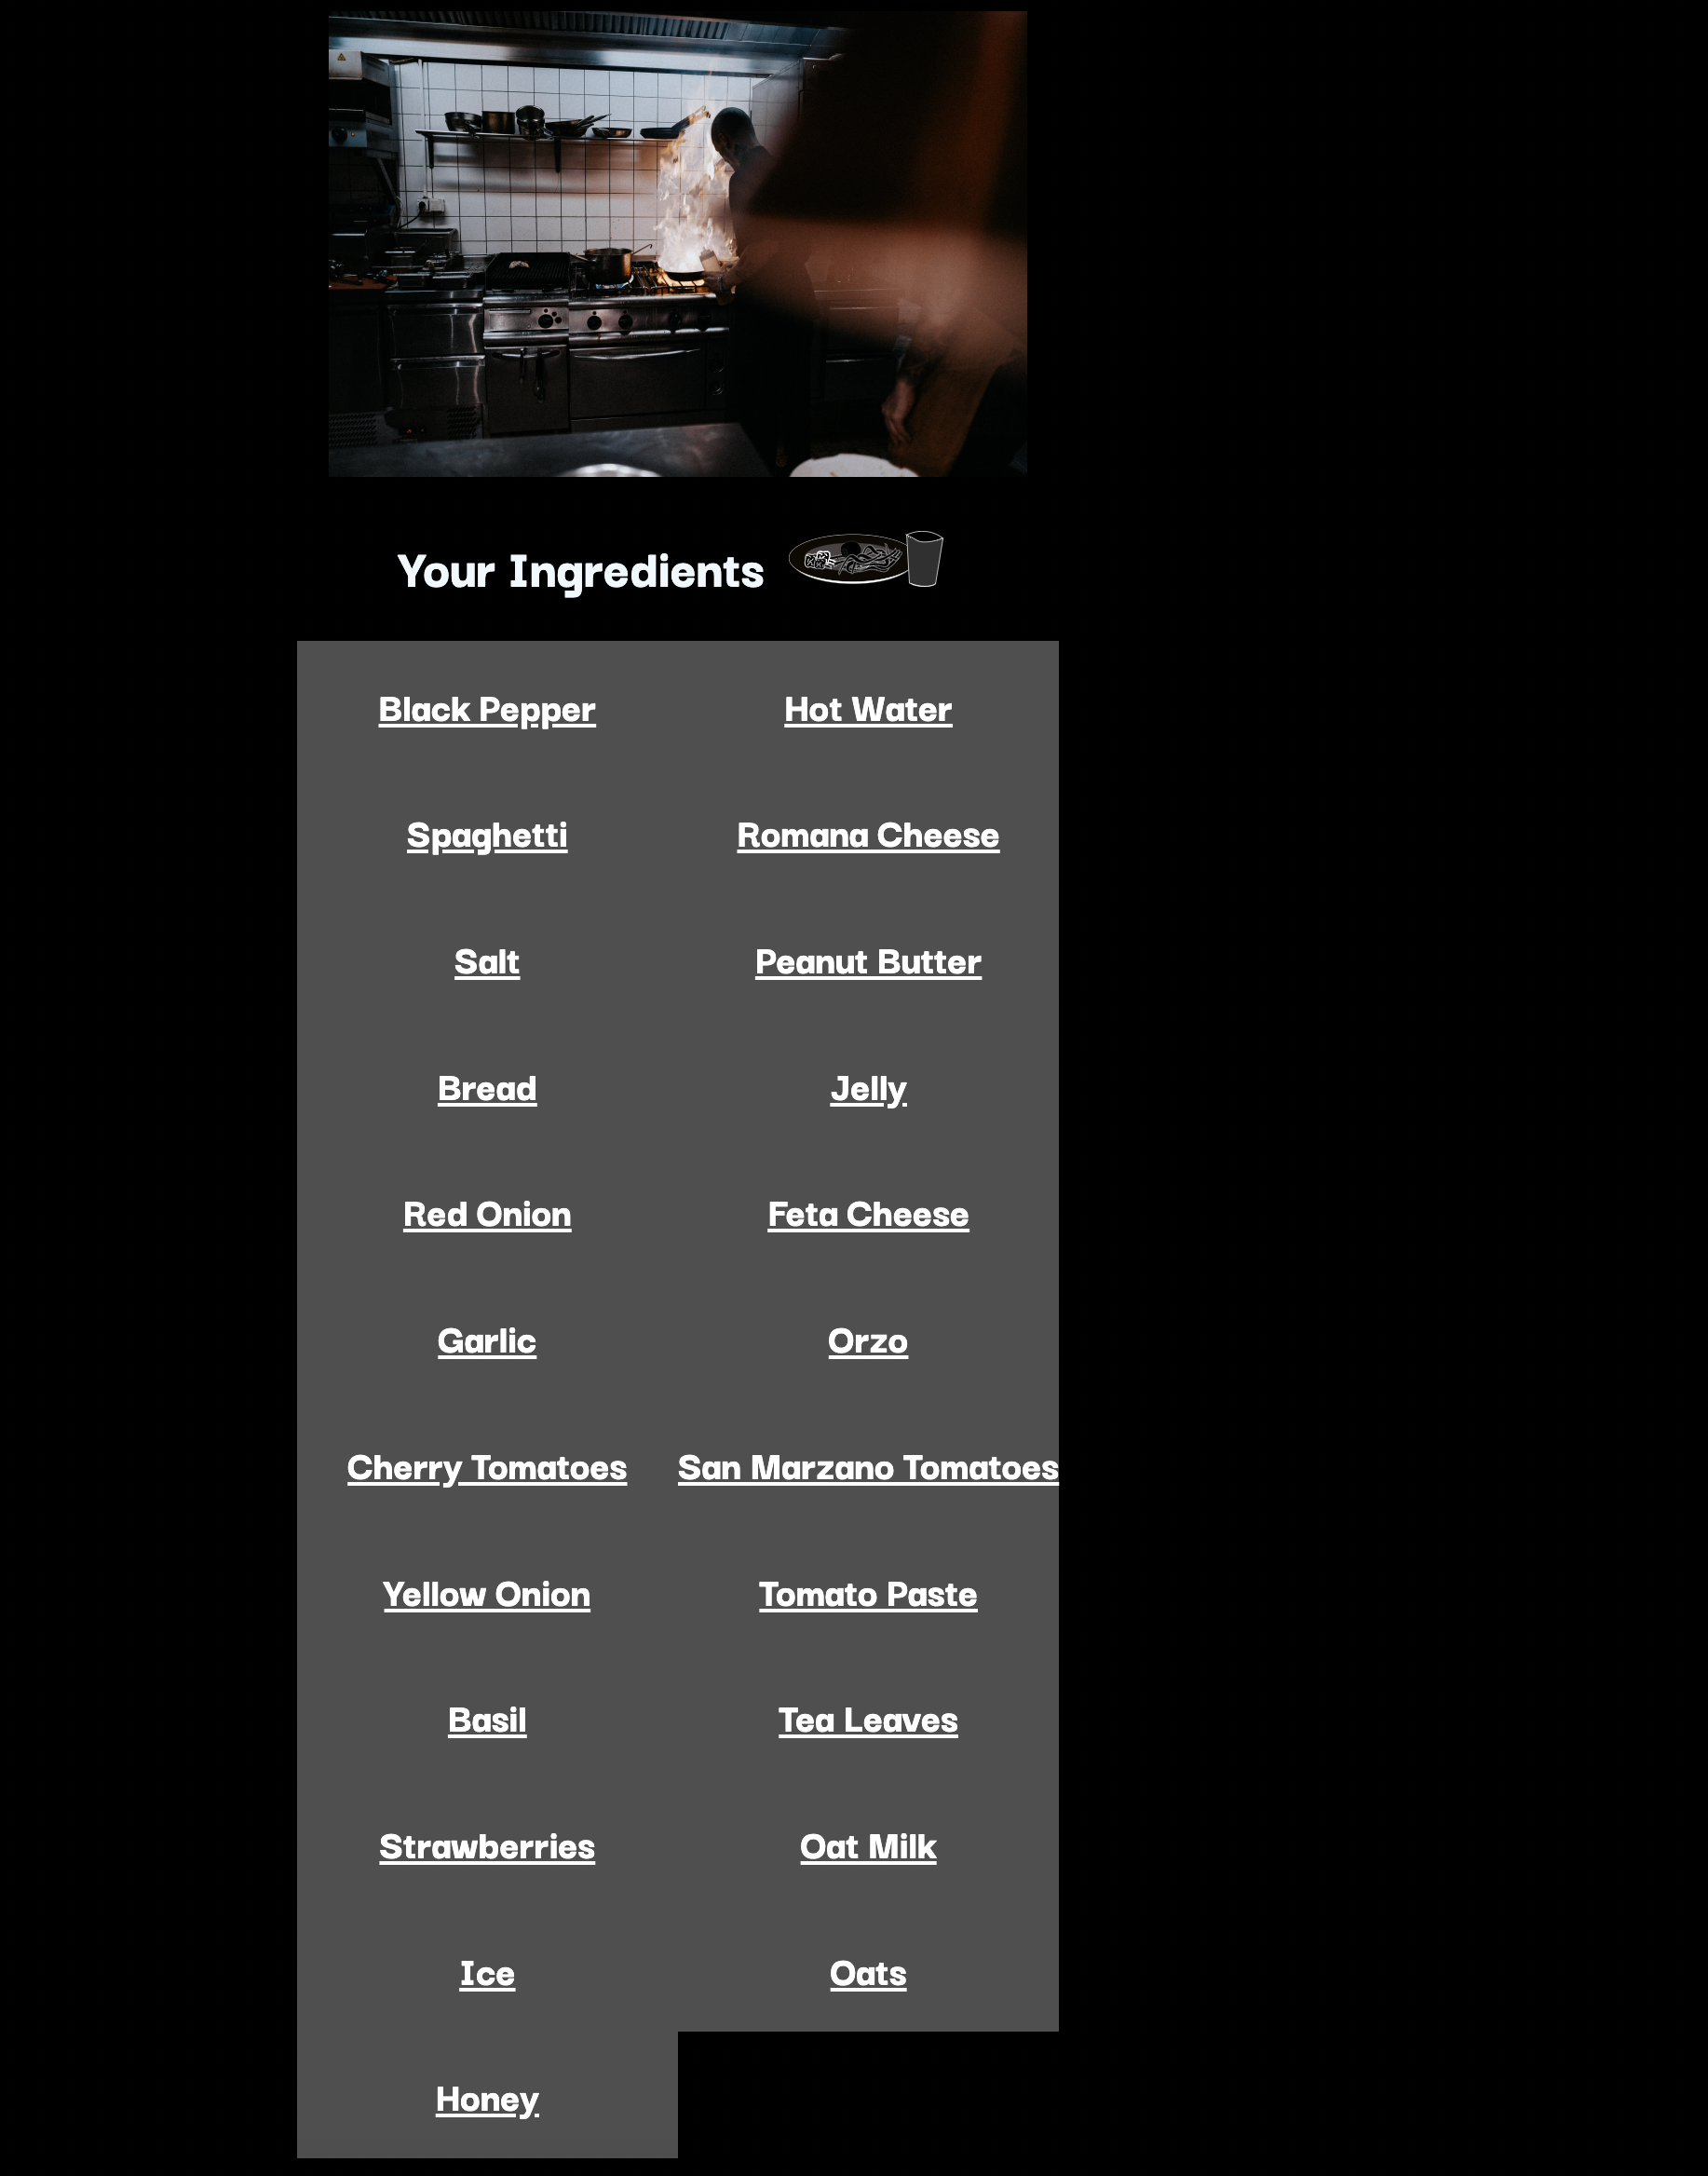 Your Ingredients
Black Pepper
Hot Water
Spaghetti
Romana Cheese
Salt
Peanut Butter
Bread
Jelly
Red Onion
Feta Cheese
Garlic
Orzo
Cherry Tomatoes
San Marzano Tomatoes
Yellow Onion
Tomato Paste
Basil
Tea Leaves
Strawberries
Oat Milk
Ice
Oats
Honey